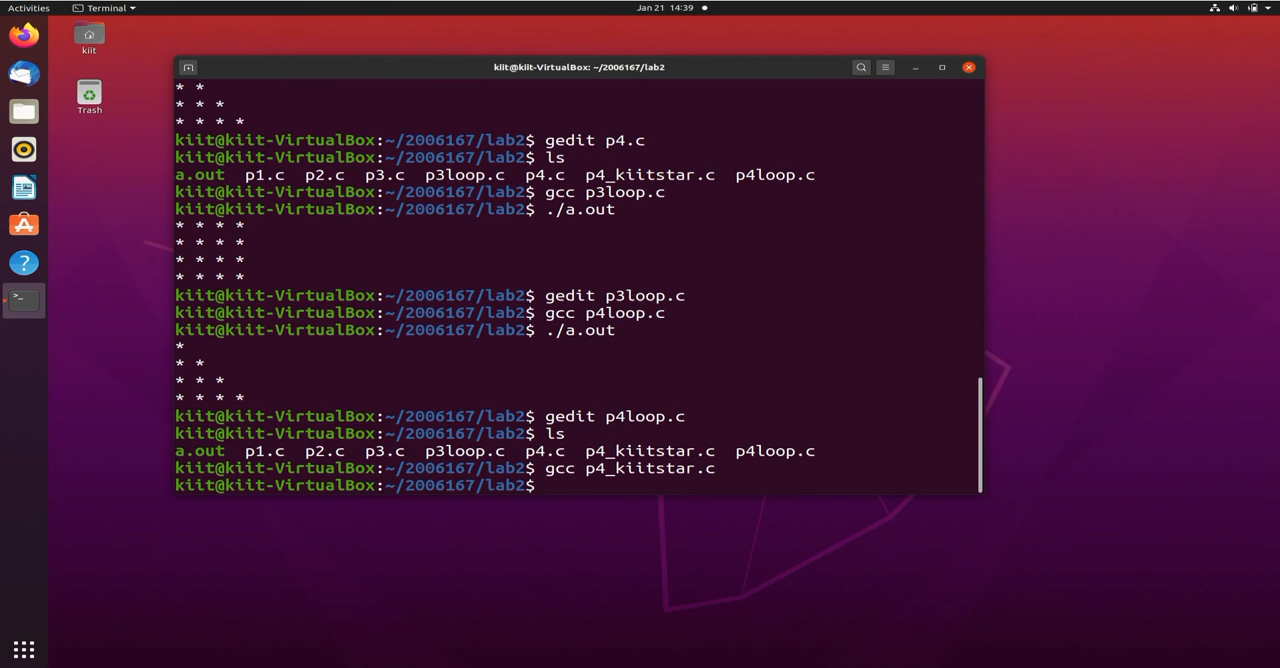 Activities Terminal Jan 21 14:39
kiit
Trash
kiit@kiit-VirtualBox: ~/2006167/lab2
* *
* * *
* * * *
kiit@kiit-VirtualBox:~/2006167/lab2$ gedit p4.c
kiit@kiit-VirtualBox:~/2006167/lab2$ ls
a.out p1.c p2.c p3.c p3loop.c p4.c p4_kiitstar.c p4loop.c
kiit@kiit-VirtualBox:~/2006167/lab2$ gcc p3loop.c
kiit@kiit-VirtualBox:~/2006167/lab2$ ./a.out
* * * *
* * * *
* * * *
* * * *
kiit@kiit-VirtualBox:~/2006167/lab2$ gedit p3loop.c
kiit@kiit-VirtualBox:~/2006167/lab2$ gcc p4loop.c
kiit@kiit-VirtualBox:~/2006167/lab2$ ./a.out
*
* *
* * *
* * * *
kiit@kiit-VirtualBox:~/2006167/lab2$ gedit p4loop.c
kiit@kiit-VirtualBox:~/2006167/lab2$ ls
a.out p1.c p2.c p3.c p3loop.c p4.c p4_kiitstar.c p4loop.c
kiit@kiit-VirtualBox:~/2006167/lab2$ gcc p4_kiitstar.c
kiit@kiit-VirtualBox:~/2006167/lab2$